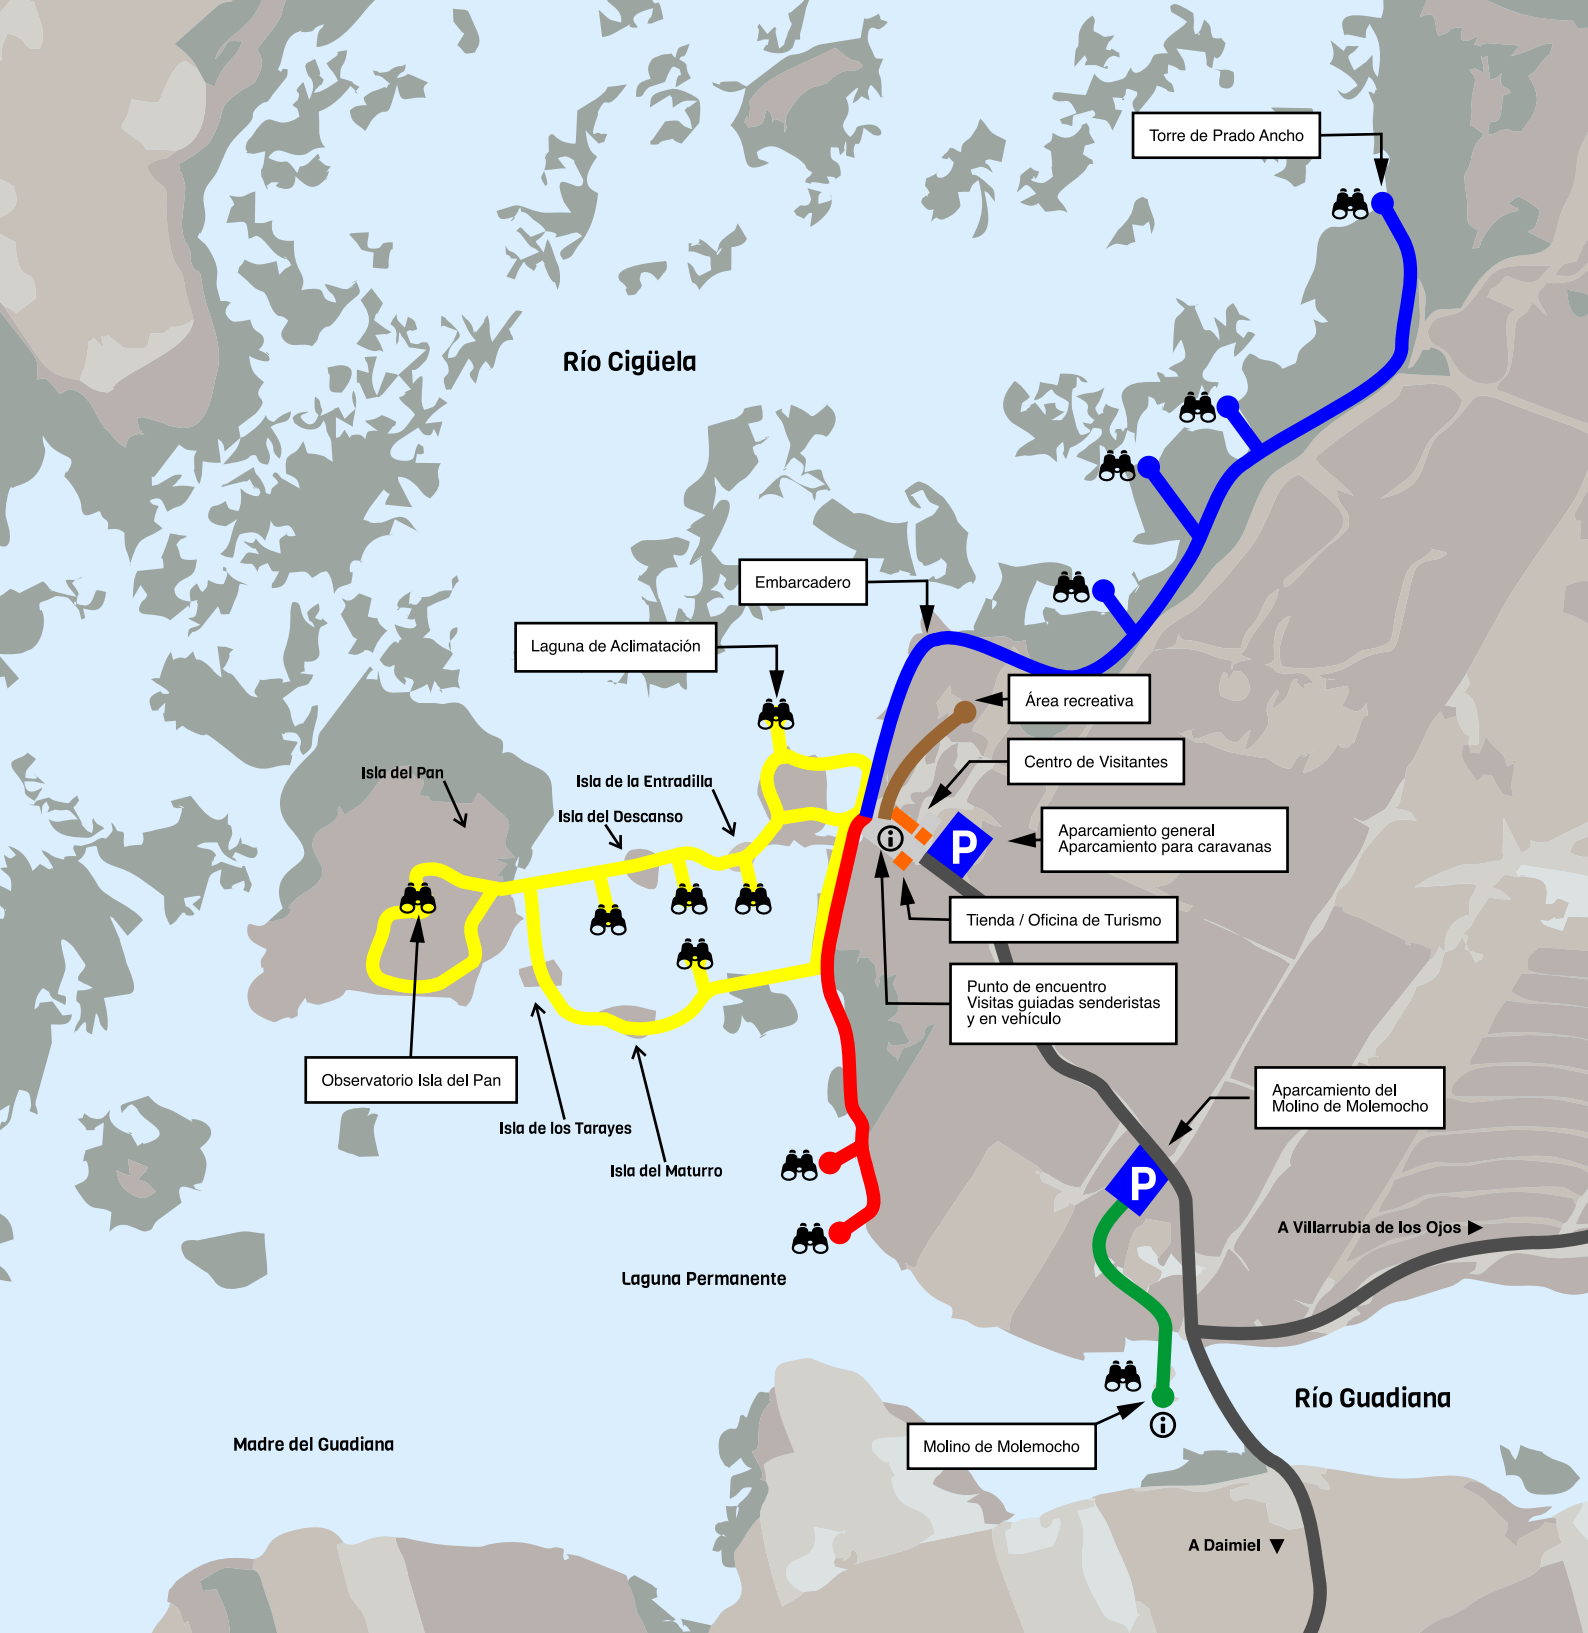 Torre de Prado Ancho
Río Cigüela
Embarcadero
Laguna de Aclimatación
Área recreativa
Centro de Visitantes
Isla del Pan
Isla de la Entradilla
Isla del Descanso
Aparcamiento general
Aparcamiento para caravanas
P
Tienda / Oficina de Turismo
Punto de encuentro
Visitas guiadas senderistas
y en vehículo
Observatorio Isla del Pan
Isla de los Tarayes
Isla del Maturro
Aparcamiento del
Molino de Molemocho
P
A Villarrubia de los Ojos
Laguna Permanente
Río Guadiana
Molino de Molemocho
Madre del Guadiana
A Daimiel